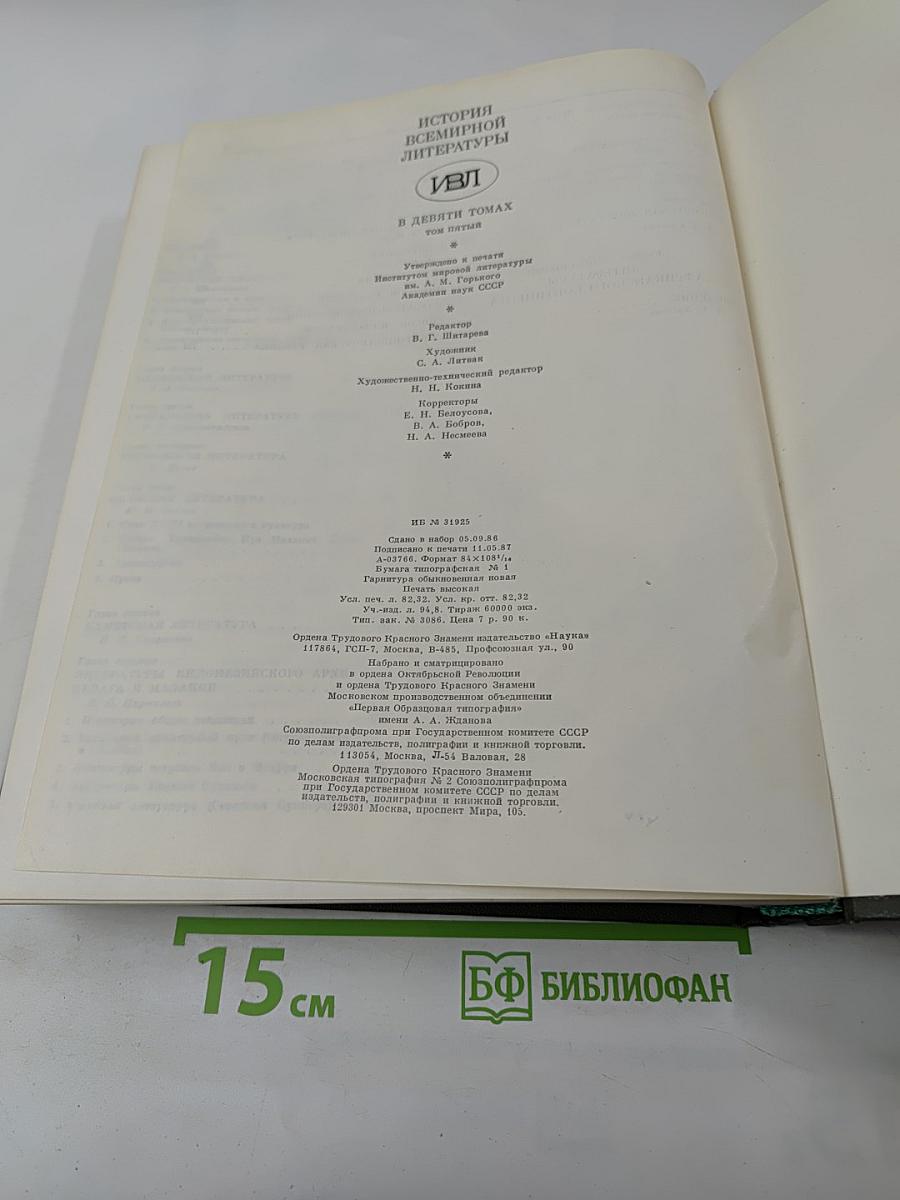 ИСТОРИЯ
ВСЕМИРНОЙ
ЛИТЕРАТУРЫ
ИВЛ
В ДЕВЯТИ ТОМАХ
ТОМ ПЯТЫЙ
*
Утверждено к печати
Институтом мировой литературы
им. А. М. Горького
Академии наук СССР
*
Редактор
В. Г. Шитарева
Художник
С. А. Литвак
Художественно-технический редактор
Н. Н. Кокина
Корректоры
Е. Н. Белоусова,
В. А. Бобров,
Н. А. Несмеева
*
ИБ № 31925
Сдано в набор 05.09.86
Подписано к печати 11.05.87
А-03766. Формат 84×108¹/₁₆
Бумага типографская № 1
Гарнитура обыкновенная новая
Печать высокая
Усл. печ. л. 82,32. Усл. кр. отт. 82,32
Уч.-изд. л. 94,8. Тираж 60000 экз.
Тип. зак. № 3086. Цена 7 р. 90 к.
Ордена Трудового Красного Знамени издательство «Наука»
117864, ГСП-7, Москва, В-485, Профсоюзная ул., 90
Набрано и сматрицировано
в ордена Октябрьской Революции
и ордена Трудового Красного Знамени
Московском производственном объединении
«Первая Образцовая типография»
имени А. А. Жданова
Союзполиграфпрома при Государственном комитете СССР
по делам издательств, полиграфии и книжной торговли.
113054, Москва, Л-54 Валовая, 28
Ордена Трудового Красного Знамени
Московская типография № 2 Союзполиграфпрома
при Государственном комитете СССР по делам
издательств, полиграфии и книжной торговли.
129301 Москва, проспект Мира, 105.
15 см
БФ БИБЛИОФАН